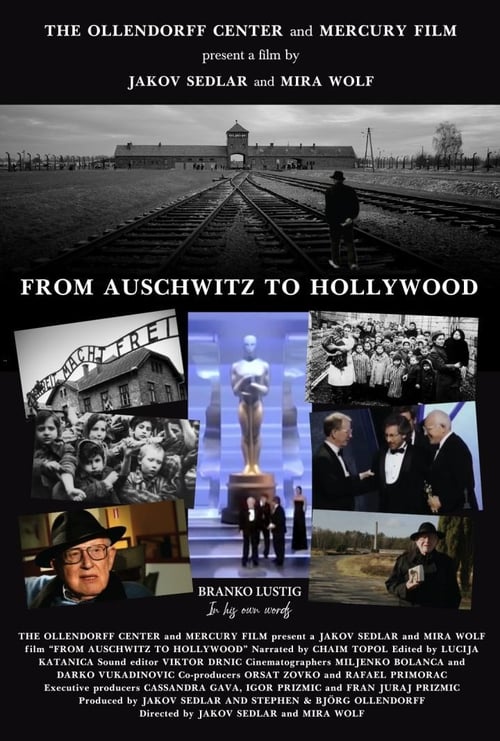 THE OLLENDORFF CENTER and MERCURY FILM
present a film by
JAKOV SEDLAR and MIRA WOLF
FROM AUSCHWITZ TO HOLLYWOOD
ARBEIT MACHT FREI
BRANKO LUSTIG
In his own words
THE OLLENDORFF CENTER and MERCURY FILM present a JAKOV SEDLAR and MIRA WOLF
film “FROM AUSCHWITZ TO HOLLYWOOD” Narrated by CHAIM TOPOL Edited by LUCIJA
KATANICA Sound editor VIKTOR DRNIC Cinematographers MILJENKO BOLANCA and
DARKO VUKADINOVIC Co-producers ORSAT ZOVKO and RAFAEL PRIMORAC
Executive producers CASSANDRA GAVA, IGOR PRIZMIC and FRAN JURAJ PRIZMIC
Produced by JAKOV SEDLAR AND STEPHEN & BJÖRG OLLENDORFF
Directed by JAKOV SEDLAR and MIRA WOLF